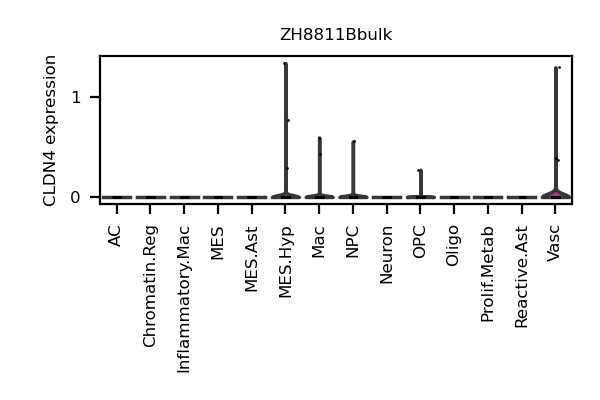 ZH8811Bbulk
CLDN4 expression
1
0
AC
Chromatin.Reg
Inflammatory.Mac
MES
MES.Ast
MES.Hyp
Mac
NPC
Neuron
OPC
Oligo
Prolif.Metab
Reactive.Ast
Vasc